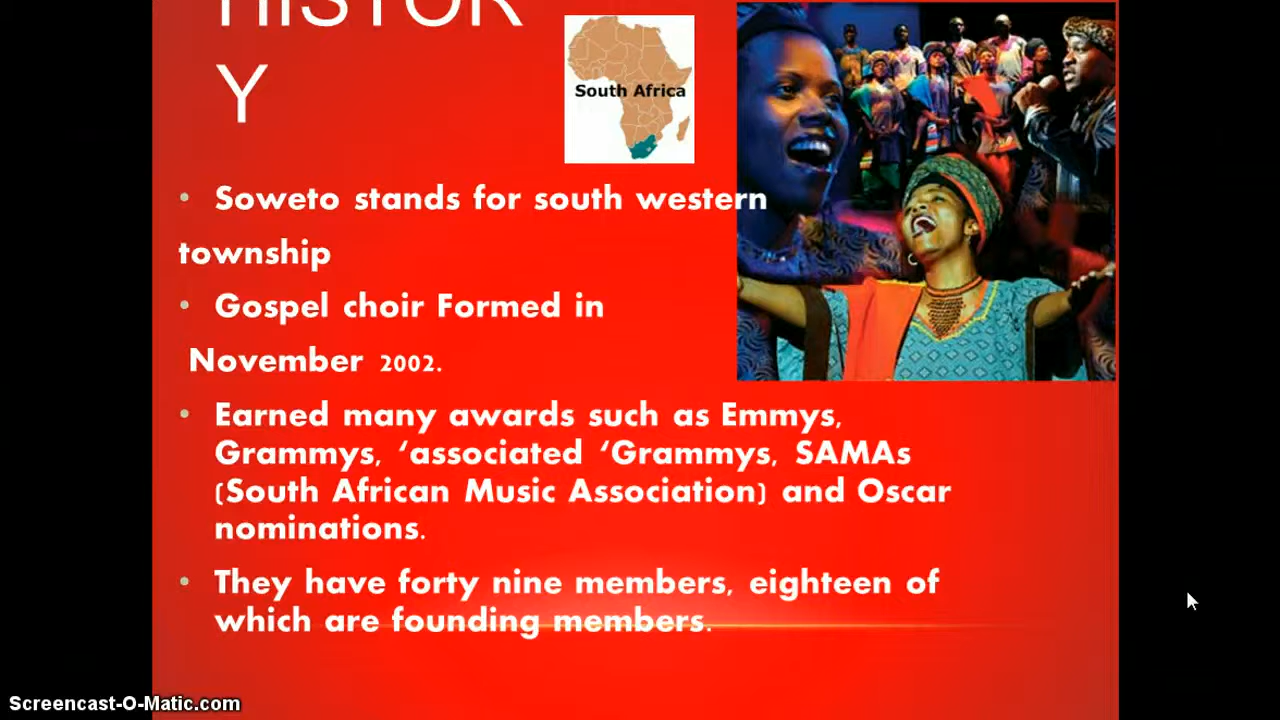 HISTOR
Y
South Africa
• Soweto stands for south western
township
• Gospel choir Formed in
November 2002.
• Earned many awards such as Emmys,
Grammys, ‘associated ‘Grammys, SAMAs
(South African Music Association) and Oscar
nominations.
• They have forty nine members, eighteen of
which are founding members.
Screencast-O-Matic.com